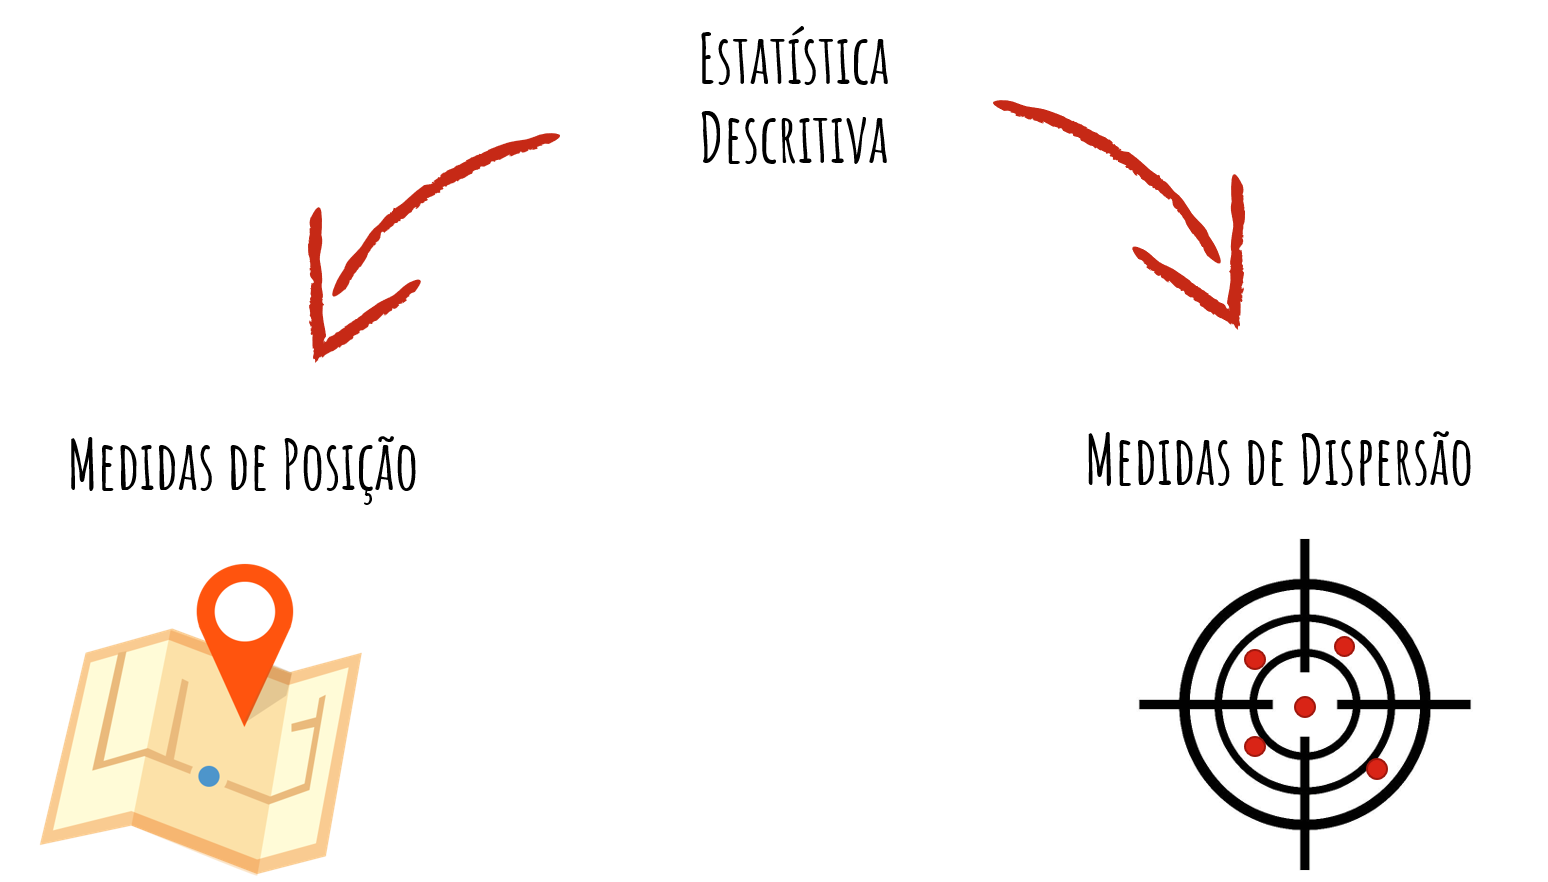 Estatística
Descritiva
Medidas de Posição
Medidas de Dispersão